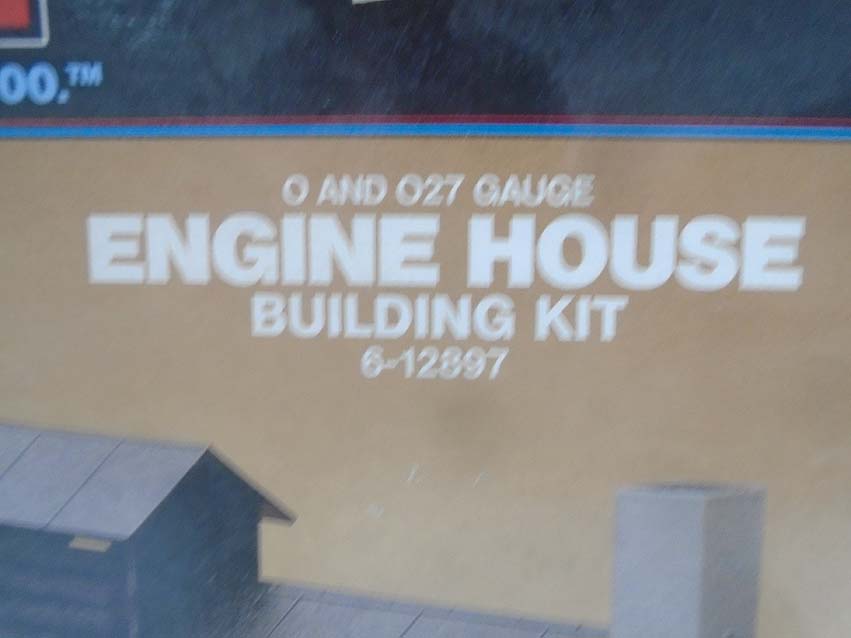 00.™
O AND O27 GAUGE
ENGINE HOUSE
BUILDING KIT
6-12897